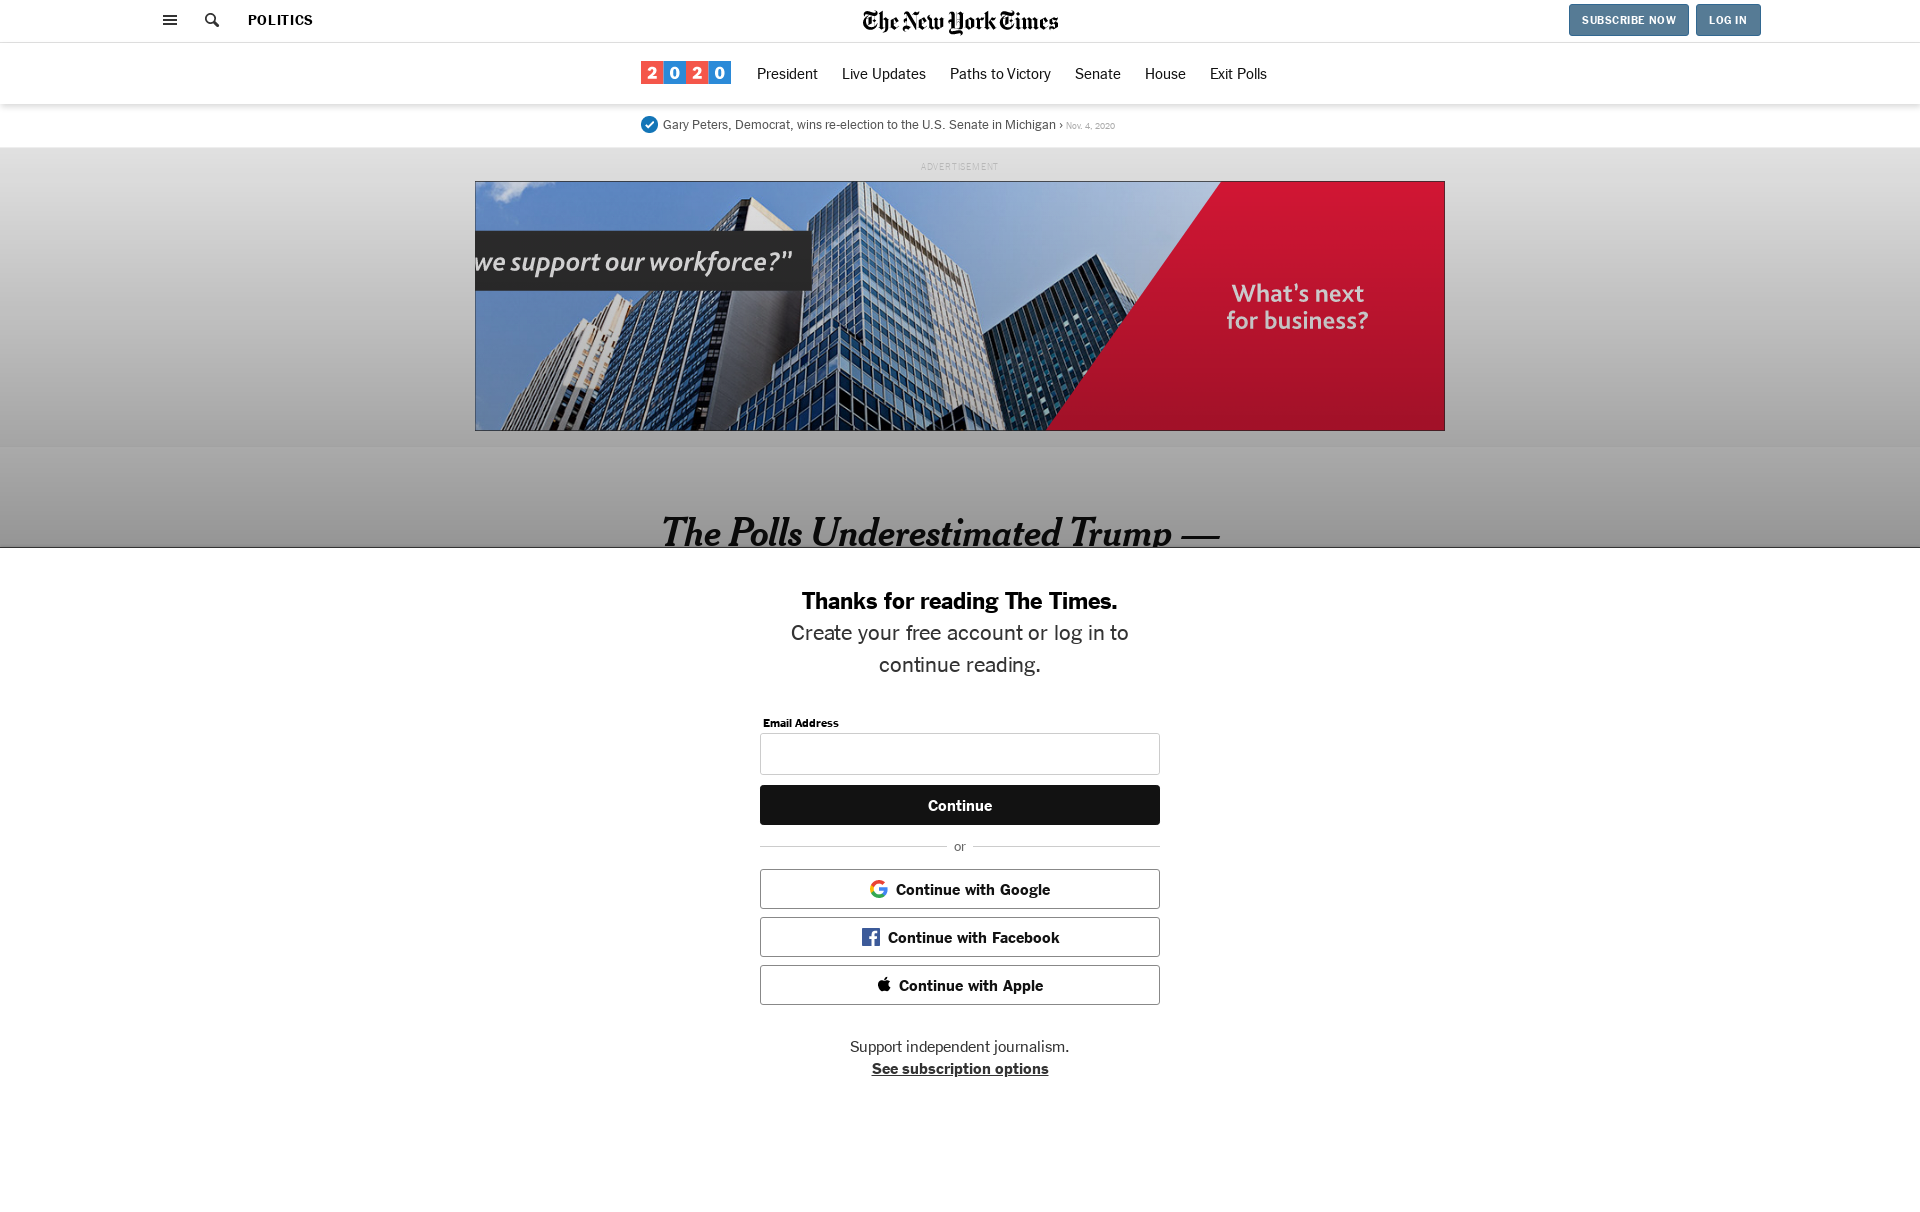 POLITICS
The New York Times
SUBSCRIBE NOW
LOG IN
2020
President
Live Updates
Paths to Victory
Senate
House
Exit Polls
Gary Peters, Democrat, wins re-election to the U.S. Senate in Michigan › Nov. 4, 2020
ADVERTISEMENT
we support our workforce?”
What’s next
for business?
The Polls Underestimated Trump —
Thanks for reading The Times.
Create your free account or log in to
continue reading.
Email Address
Continue
or
Continue with Google
Continue with Facebook
Continue with Apple
Support independent journalism.
See subscription options